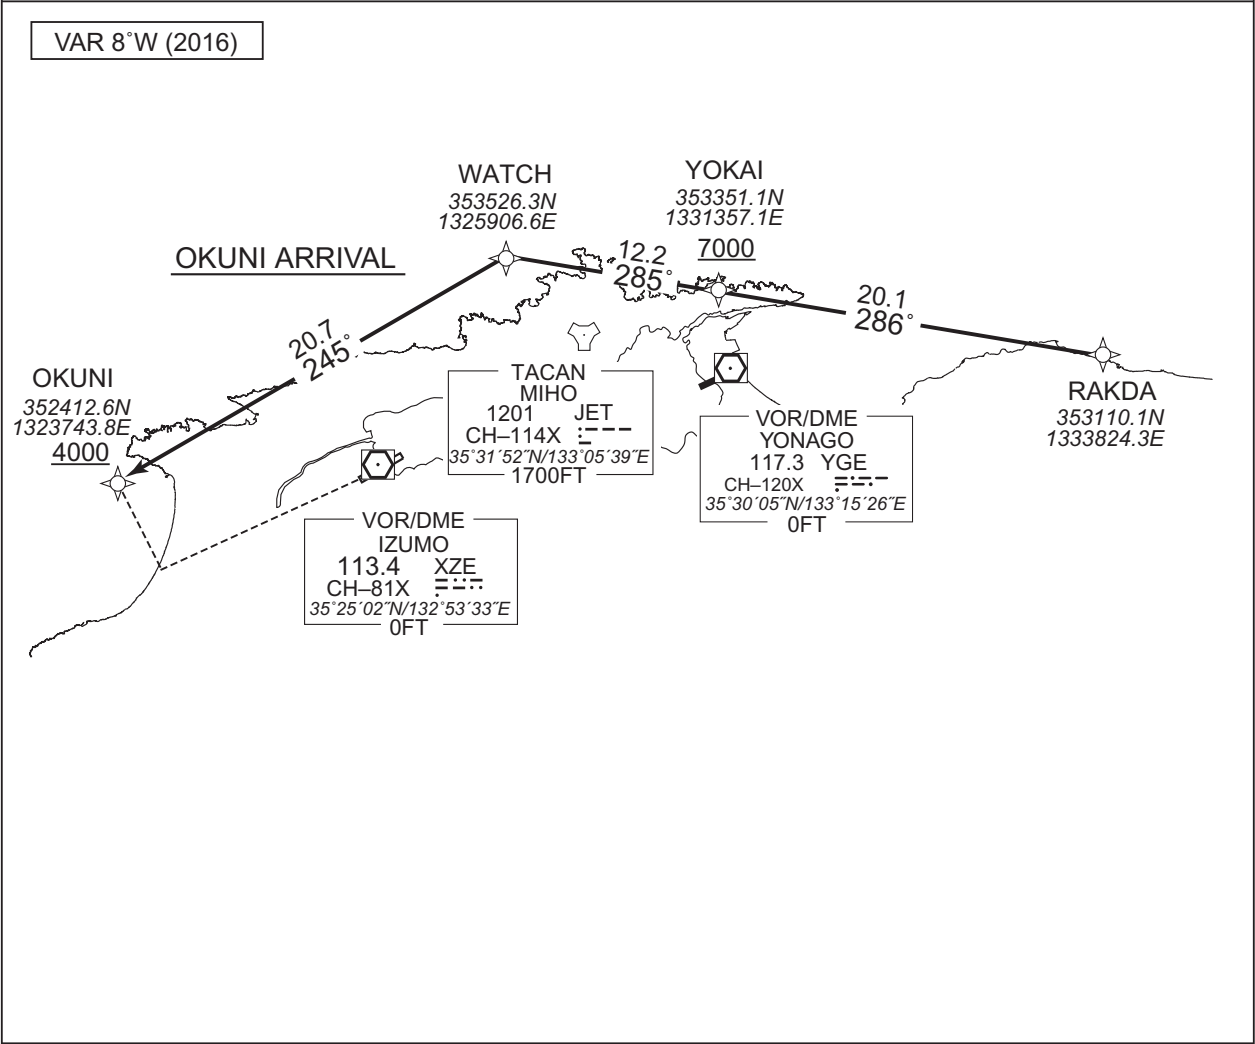 VAR 8˚W (2016)
WATCH
353526.3N
1325906.6E
YOKAI
353351.1N
1331357.1E
7000
OKUNI ARRIVAL
12.2
285˚
20.1
286˚
20.7
245˚
OKUNI
352412.6N
1323743.8E
4000
RAKDA
353110.1N
1333824.3E
TACAN
MIHO
1201 JET
CH–114X
35˚31´52˝N/133˚05´39˝E
1700FT
VOR/DME
YONAGO
117.3 YGE
CH–120X
35˚30´05˝N/133˚15´26˝E
0FT
VOR/DME
IZUMO
113.4 XZE
CH–81X
35˚25´02˝N/132˚53´33˝E
0FT